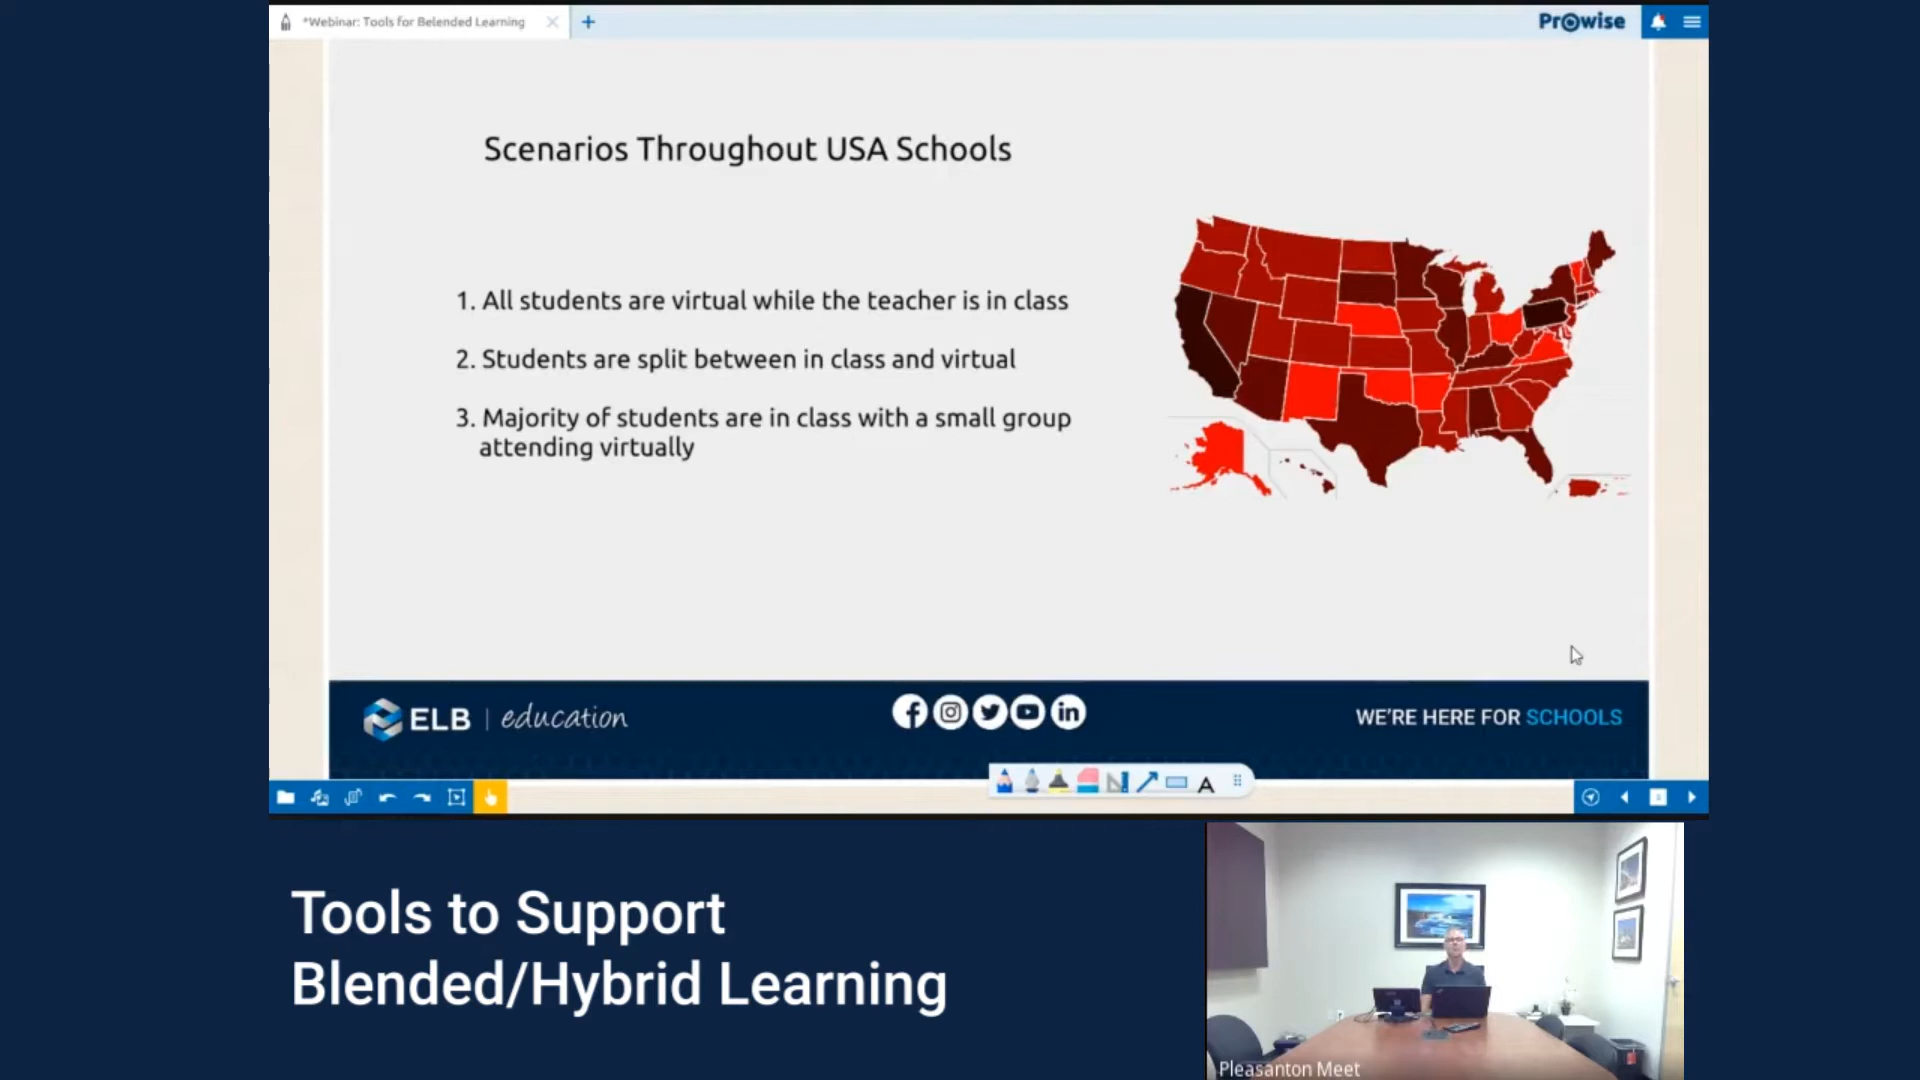 *Webinar: Tools for Belended Learning
Prowise
Scenarios Throughout USA Schools
1. All students are virtual while the teacher is in class
2. Students are split between in class and virtual
3. Majority of students are in class with a small group
attending virtually
ELB | education
WE'RE HERE FOR SCHOOLS
A
Tools to Support
Blended/Hybrid Learning
Pleasanton Meet